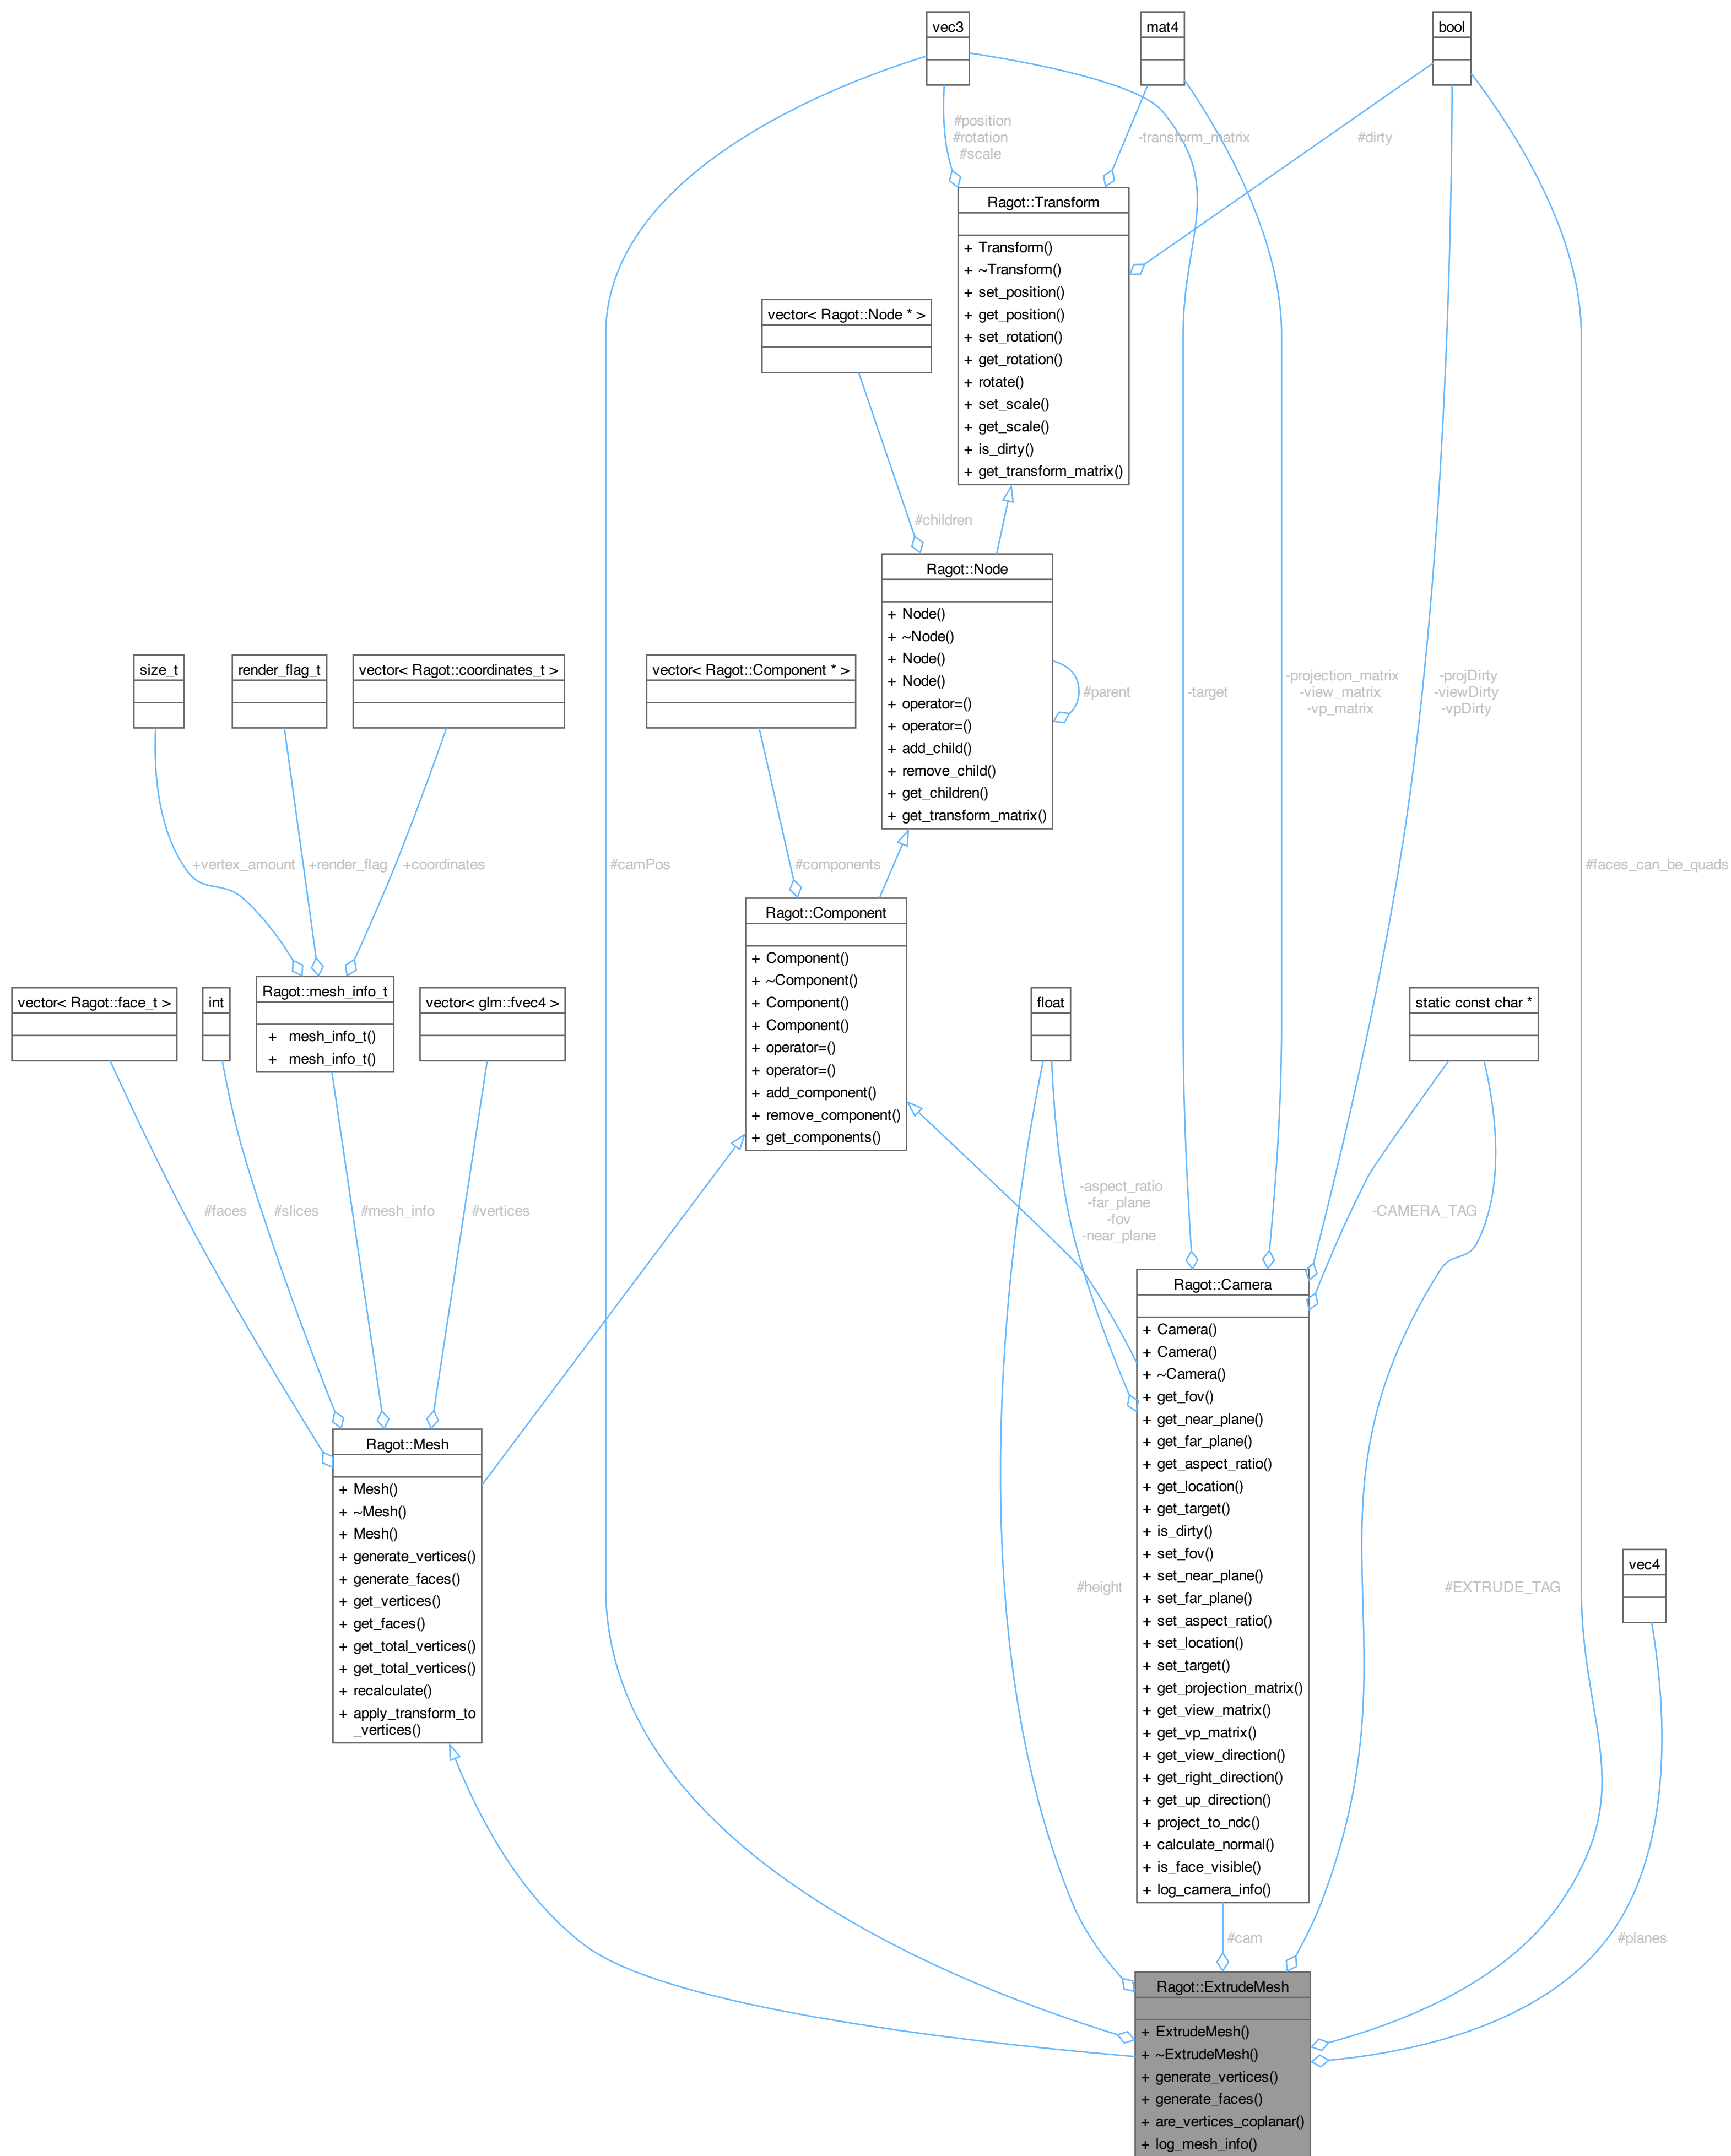 vec3
mat4
bool
#position
#rotation
#scale
-transform_matrix
#dirty
Ragot::Transform
+ Transform()
+ ~Transform()
+ set_position()
+ get_position()
+ set_rotation()
+ get_rotation()
+ rotate()
+ set_scale()
+ get_scale()
+ is_dirty()
+ get_transform_matrix()
vector< Ragot::Node * >
#children
Ragot::Node
+ Node()
+ ~Node()
+ Node()
+ Node()
+ operator=()
+ operator=()
+ add_child()
+ remove_child()
+ get_children()
+ get_transform_matrix()
#parent
size_t
render_flag_t
vector< Ragot::coordinates_t >
vector< Ragot::Component * >
-target
-projection_matrix
-view_matrix
-vp_matrix
-projDirty
-viewDirty
-vpDirty
+vertex_amount
+render_flag
+coordinates
#camPos
#components
#faces_can_be_quads
Ragot::Component
+ Component()
+ ~Component()
+ Component()
+ Component()
+ operator=()
+ operator=()
+ add_component()
+ remove_component()
+ get_components()
vector< Ragot::face_t >
int
Ragot::mesh_info_t
+ mesh_info_t()
+ mesh_info_t()
vector< glm::fvec4 >
float
static const char *
#faces
#slices
#mesh_info
#vertices
-aspect_ratio
-far_plane
-fov
-near_plane
-CAMERA_TAG
Ragot::Camera
+ Camera()
+ Camera()
+ ~Camera()
+ get_fov()
+ get_near_plane()
+ get_far_plane()
+ get_aspect_ratio()
+ get_location()
+ get_target()
+ is_dirty()
+ set_fov()
+ set_near_plane()
+ set_far_plane()
+ set_aspect_ratio()
+ set_location()
+ set_target()
+ get_projection_matrix()
+ get_view_matrix()
+ get_vp_matrix()
+ get_view_direction()
+ get_right_direction()
+ get_up_direction()
+ project_to_ndc()
+ calculate_normal()
+ is_face_visible()
+ log_camera_info()
Ragot::Mesh
+ Mesh()
+ ~Mesh()
+ Mesh()
+ generate_vertices()
+ generate_faces()
+ get_vertices()
+ get_faces()
+ get_total_vertices()
+ get_total_vertices()
+ recalculate()
+ apply_transform_to
_vertices()
#height
#EXTRUDE_TAG
vec4
#cam
#planes
Ragot::ExtrudeMesh
+ ExtrudeMesh()
+ ~ExtrudeMesh()
+ generate_vertices()
+ generate_faces()
+ are_vertices_coplanar()
+ log_mesh_info()